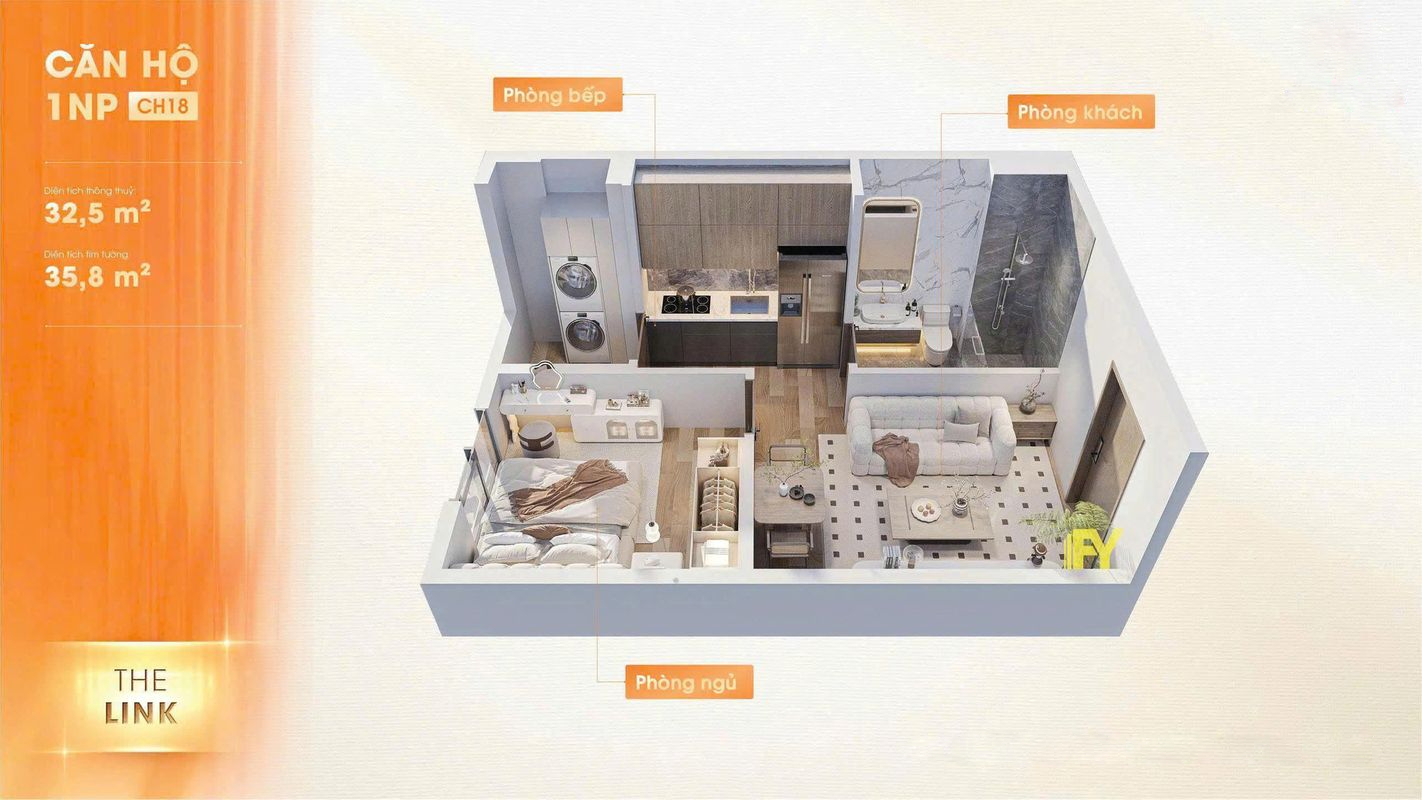 CĂN HỘ
1NP CH18
Diện tích thông thuỷ:
32,5 m²
Diện tích tim tường:
35,8 m²
THE
LINK
Phòng bếp
Phòng khách
Phòng ngủ
FY